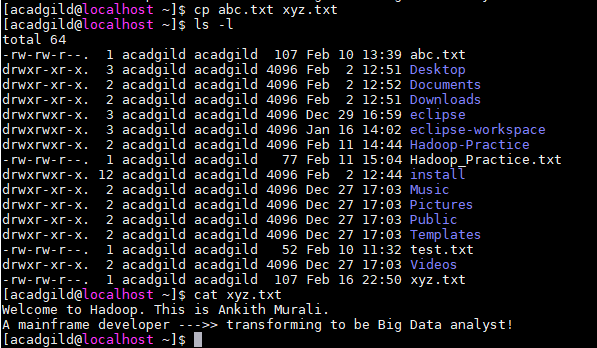 [acadgild@localhost ~]$ cp abc.txt xyz.txt
[acadgild@localhost ~]$ ls -l
total 64
-rw-rw-r--.  1 acadgild acadgild  107 Feb 10 13:39 abc.txt
drwxr-xr-x.  3 acadgild acadgild 4096 Feb  2 12:51 Desktop
drwxr-xr-x.  2 acadgild acadgild 4096 Feb  2 12:52 Documents
drwxr-xr-x.  2 acadgild acadgild 4096 Feb  2 12:51 Downloads
drwxrwxr-x.  3 acadgild acadgild 4096 Dec 29 16:59 eclipse
drwxrwxr-x.  3 acadgild acadgild 4096 Jan 16 14:02 eclipse-workspace
drwxrwxr-x.  2 acadgild acadgild 4096 Feb 11 14:44 Hadoop-Practice
-rw-rw-r--.  1 acadgild acadgild   77 Feb 11 15:04 Hadoop_Practice.txt
drwxrwxr-x. 12 acadgild acadgild 4096 Feb  2 12:44 install
drwxr-xr-x.  2 acadgild acadgild 4096 Dec 27 17:03 Music
drwxr-xr-x.  2 acadgild acadgild 4096 Dec 27 17:03 Pictures
drwxr-xr-x.  2 acadgild acadgild 4096 Dec 27 17:03 Public
drwxr-xr-x.  2 acadgild acadgild 4096 Dec 27 17:03 Templates
-rw-rw-r--.  1 acadgild acadgild   52 Feb 10 11:32 test.txt
drwxr-xr-x.  2 acadgild acadgild 4096 Dec 27 17:03 Videos
-rw-rw-r--.  1 acadgild acadgild  107 Feb 16 22:50 xyz.txt
[acadgild@localhost ~]$ cat xyz.txt
Welcome to Hadoop. This is Ankith Murali.
A mainframe developer --->> transforming to be Big Data analyst!
[acadgild@localhost ~]$